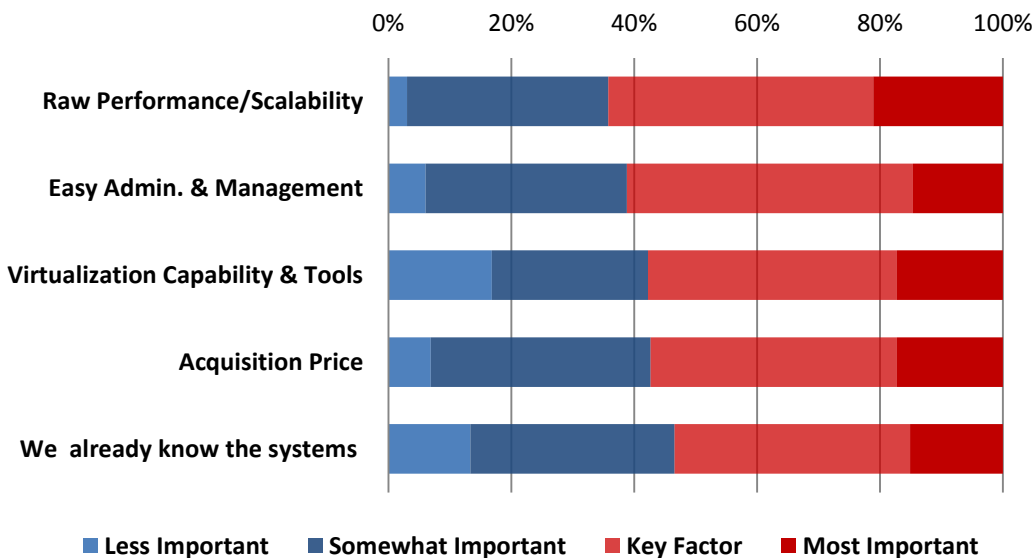 0% 20% 40% 60% 80% 100%
Raw Performance/Scalability
Easy Admin. & Management
Virtualization Capability & Tools
Acquisition Price
We already know the systems
Less Important Somewhat Important Key Factor Most Important